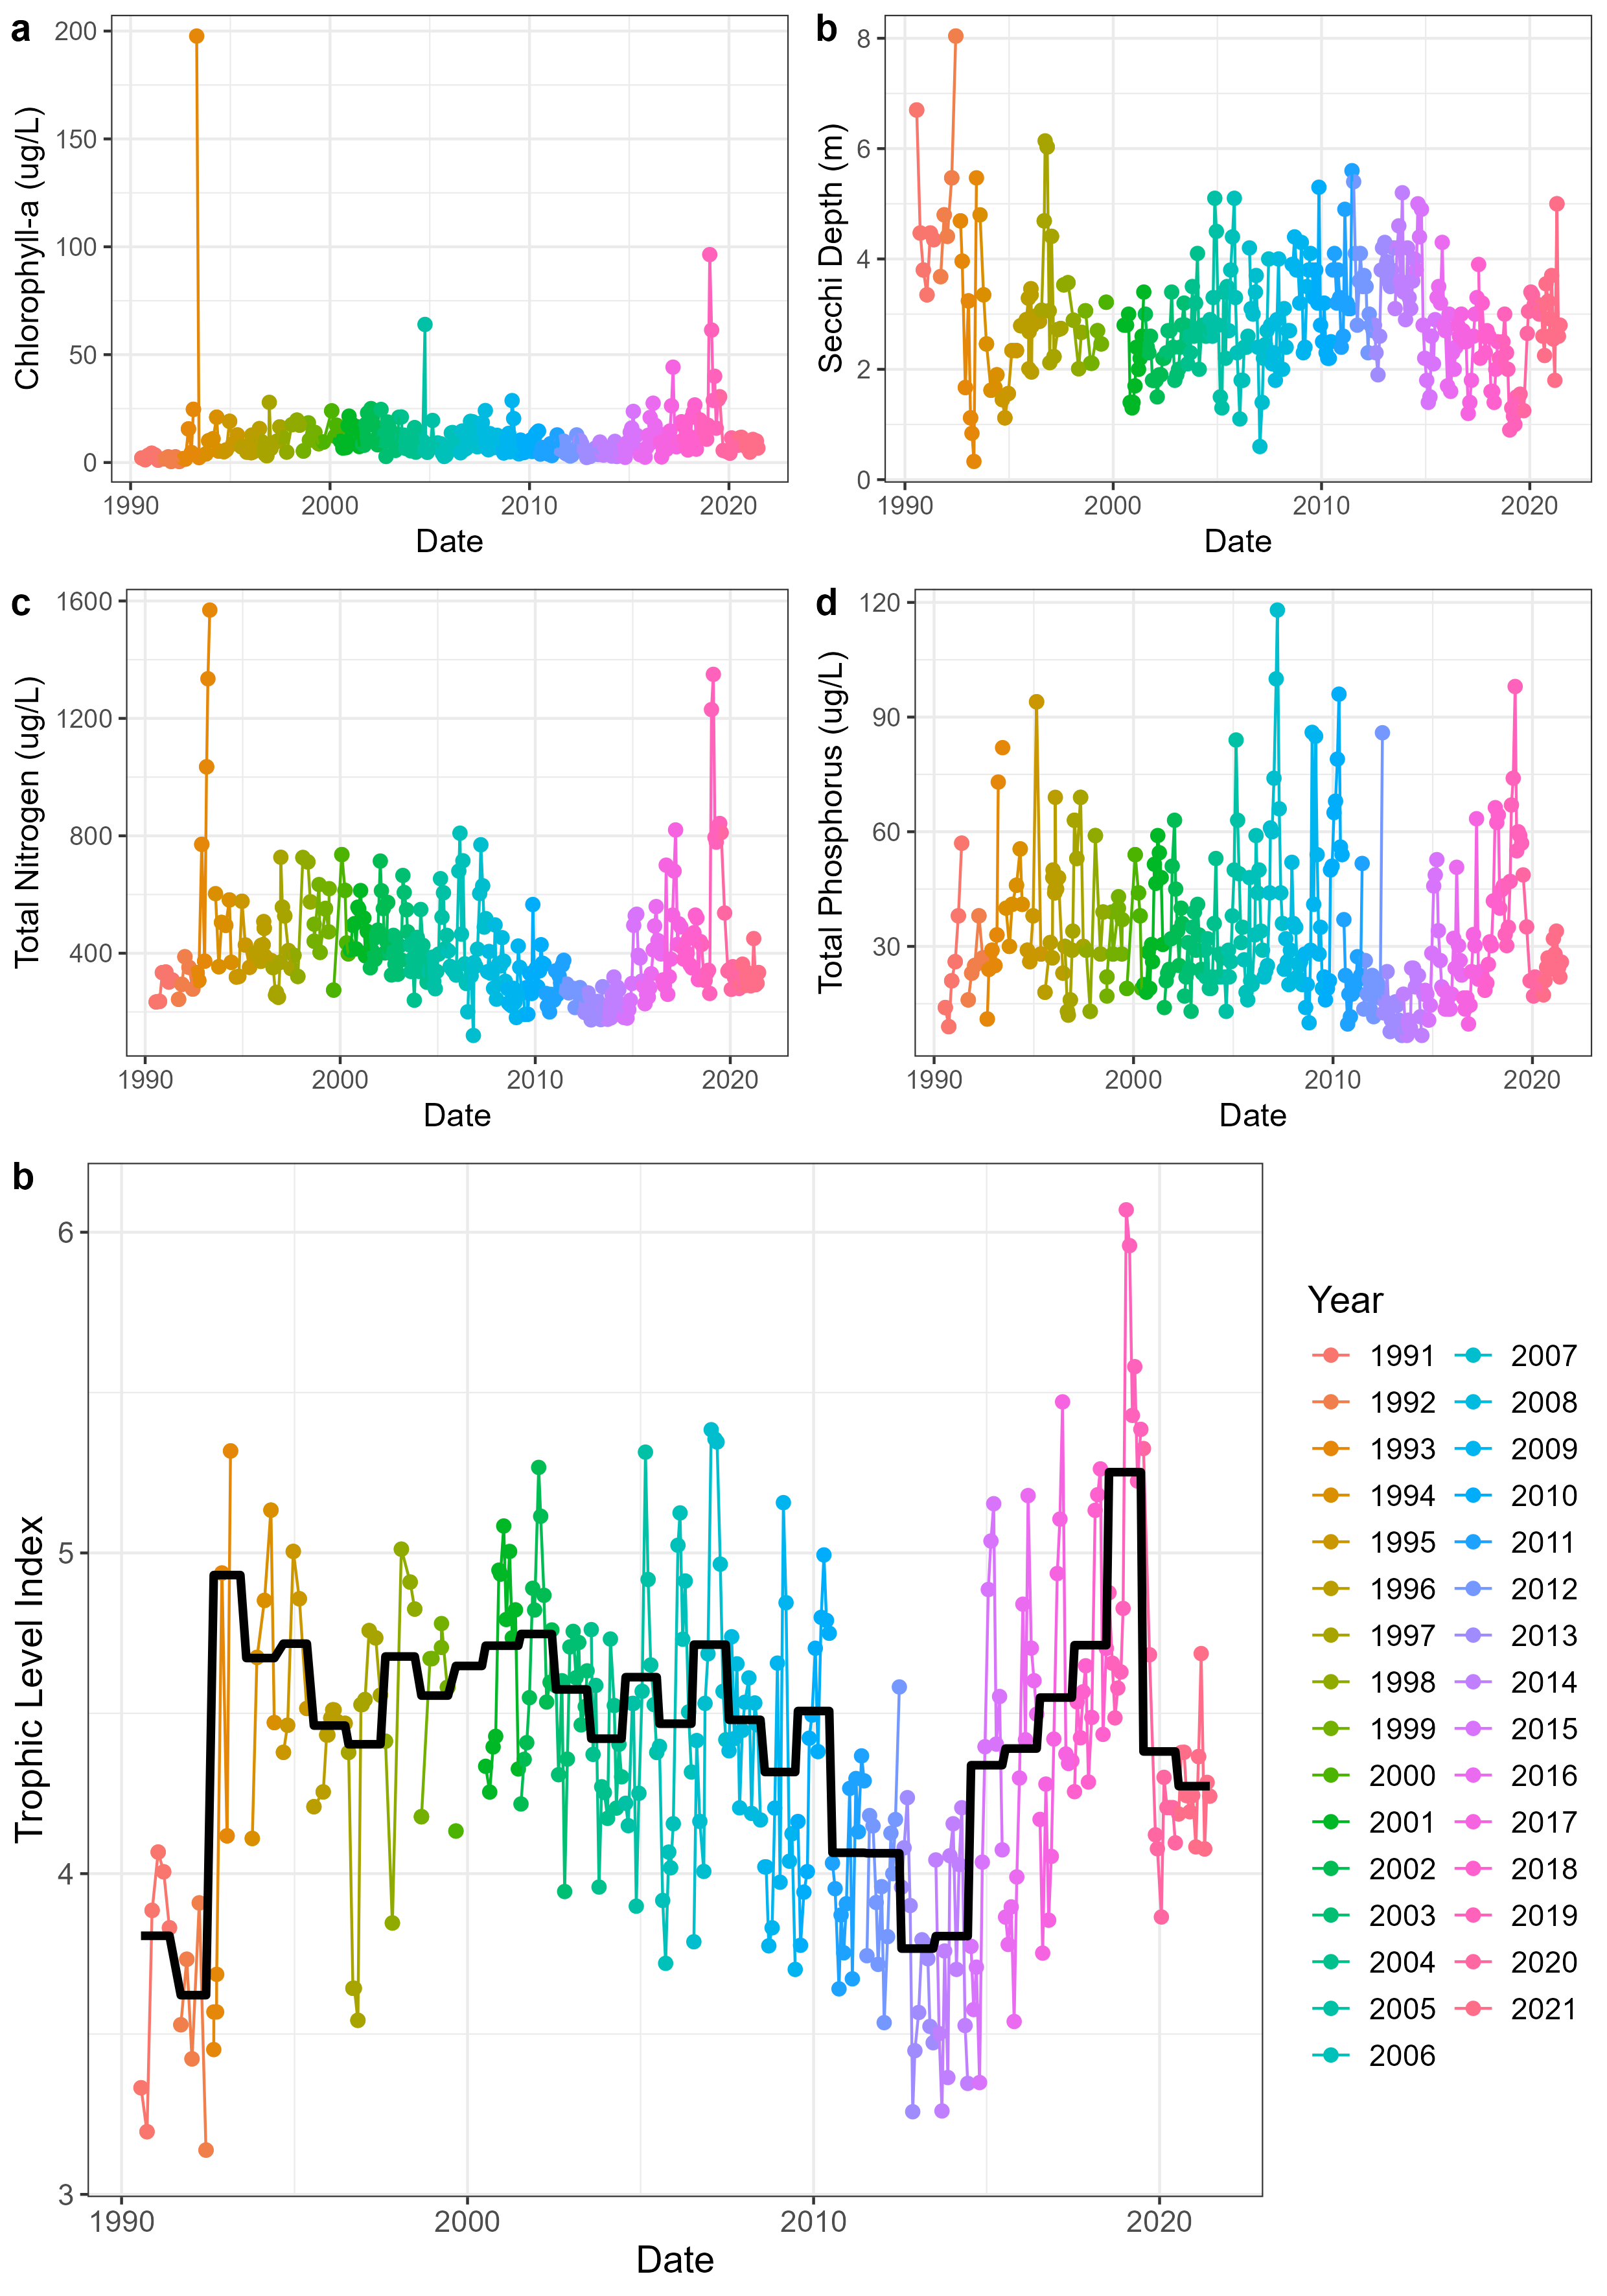 a
200
150
100
50
0
Chlorophyll-a (ug/L)
1990 2000 2010 2020
Date
b
8
6
4
2
0
Secchi Depth (m)
1990 2000 2010 2020
Date
c
1600
1200
800
400
Total Nitrogen (ug/L)
1990 2000 2010 2020
Date
d
120
90
60
30
Total Phosphorus (ug/L)
1990 2000 2010 2020
Date
b
6
5
4
3
Trophic Level Index
1990 2000 2010 2020
Date
Year
1991 2007
1992 2008
1993 2009
1994 2010
1995 2011
1996 2012
1997 2013
1998 2014
1999 2015
2000 2016
2001 2017
2002 2018
2003 2019
2004 2020
2005 2021
2006